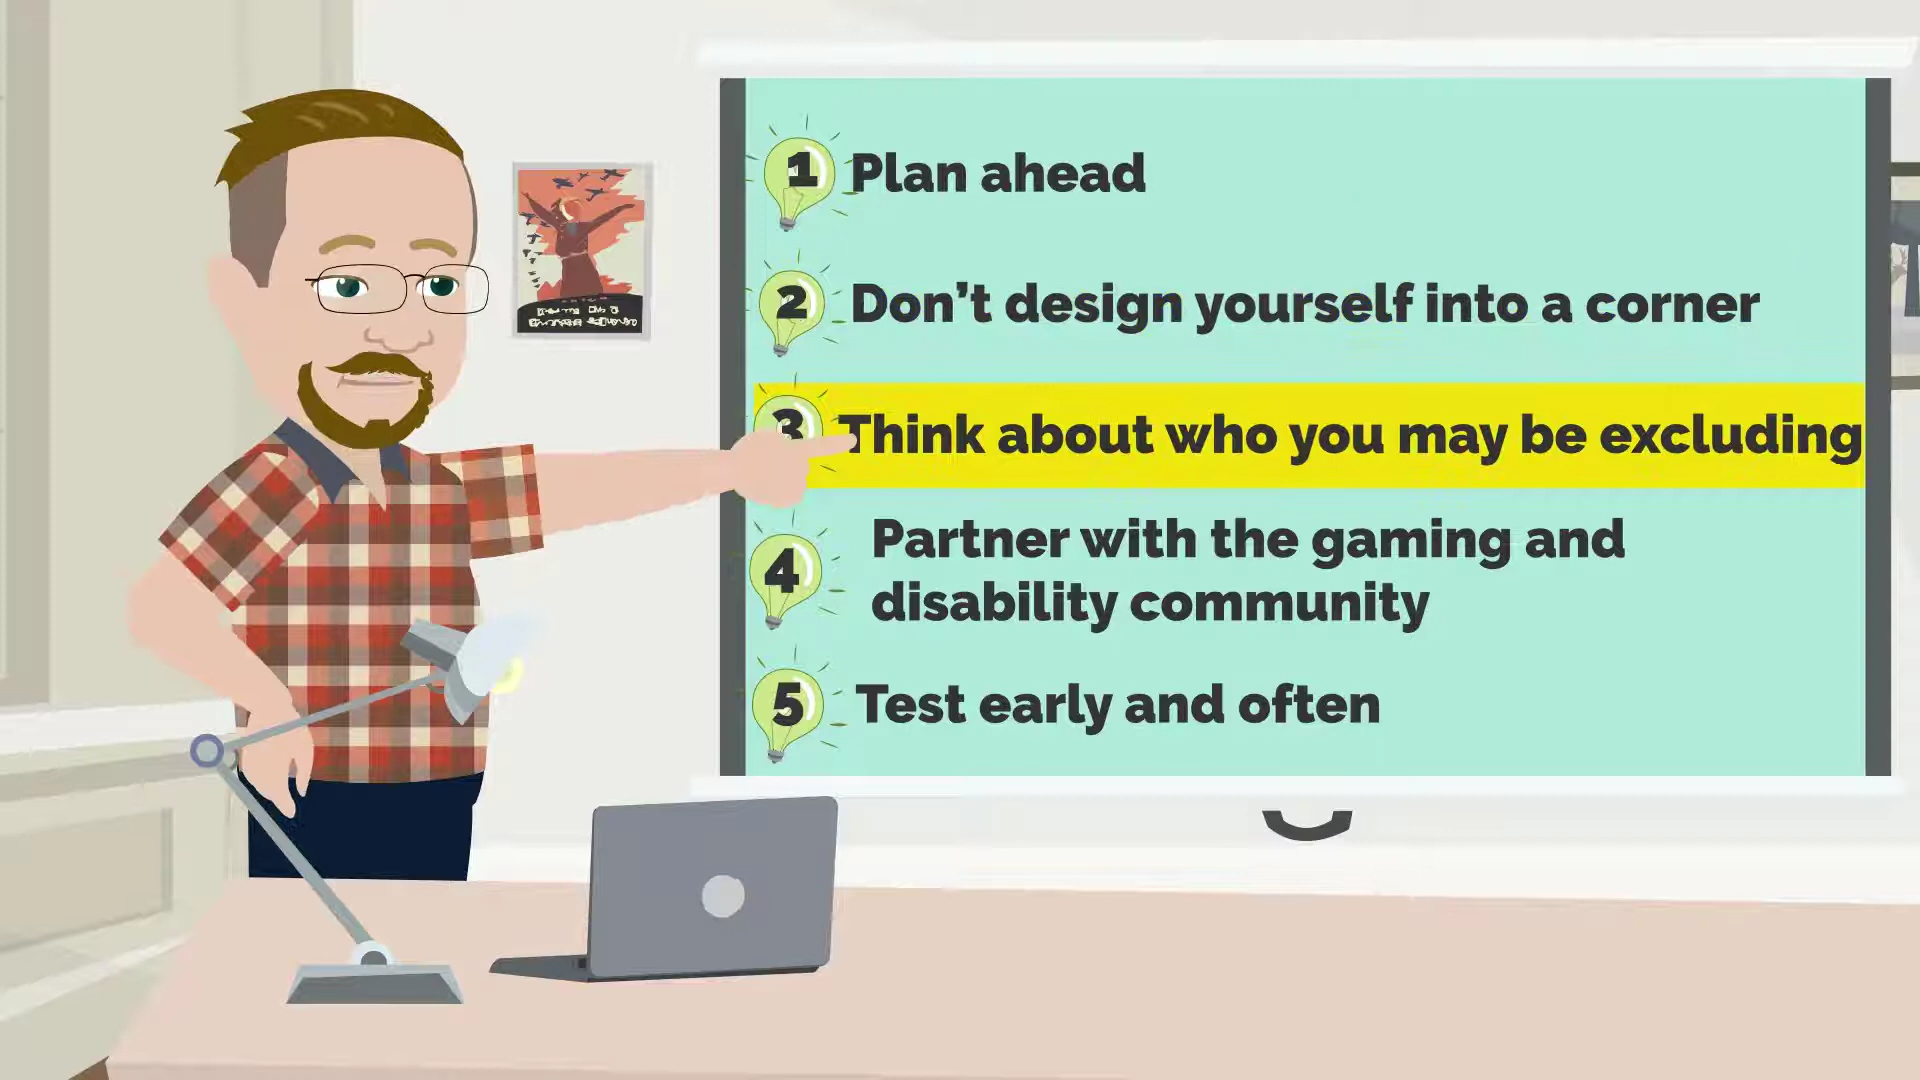 1 Plan ahead
2 Don’t design yourself into a corner
3 Think about who you may be excluding
4 Partner with the gaming and
disability community
5 Test early and often